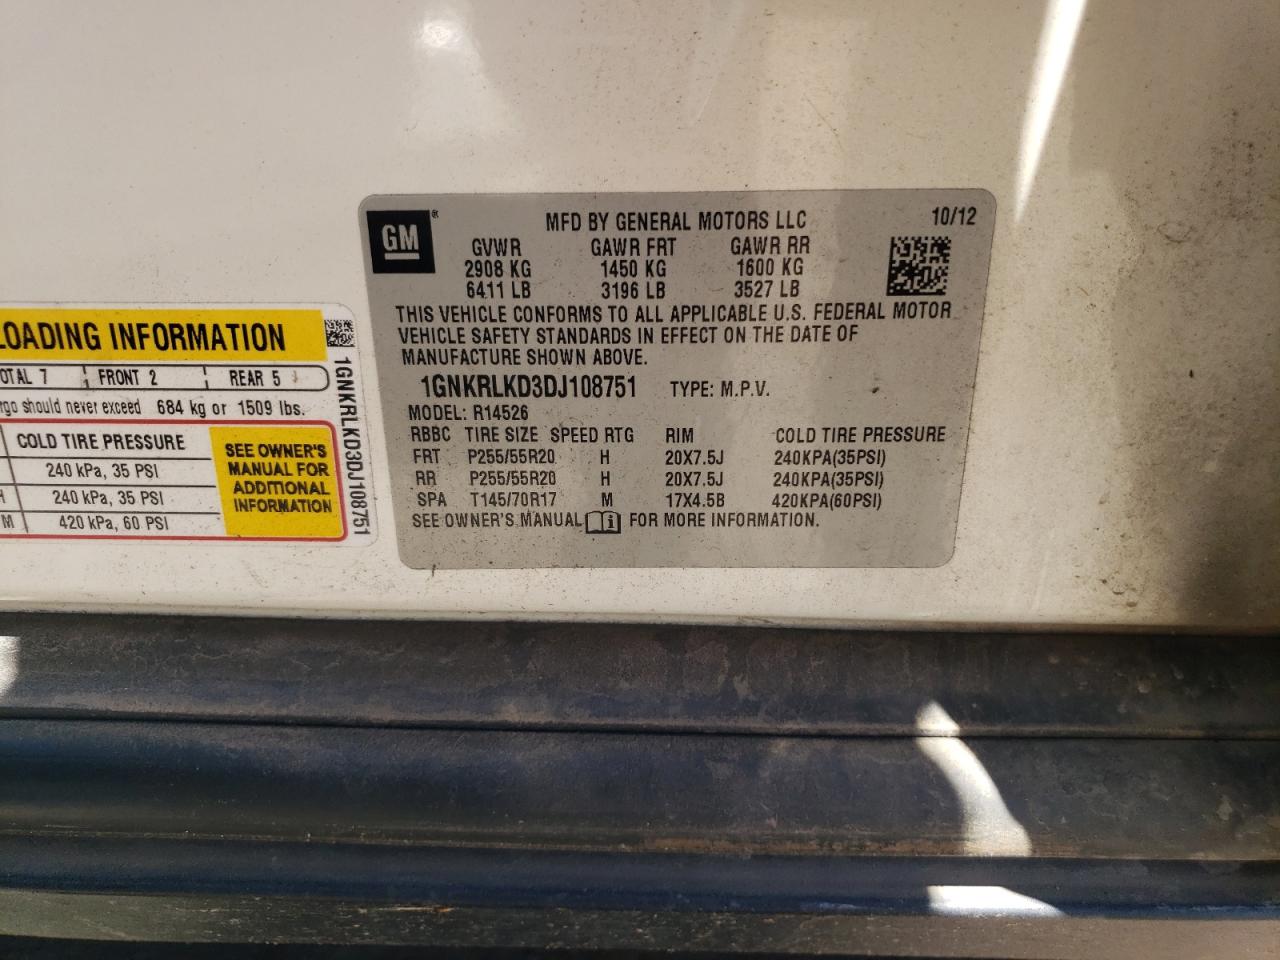 GM®
MFD BY GENERAL MOTORS LLC 10/12
GVWR GAWR FRT GAWR RR
2908 KG 1450 KG 1600 KG
6411 LB 3196 LB 3527 LB
THIS VEHICLE CONFORMS TO ALL APPLICABLE U.S. FEDERAL MOTOR
VEHICLE SAFETY STANDARDS IN EFFECT ON THE DATE OF
MANUFACTURE SHOWN ABOVE.
1GNKRLKD3DJ108751 TYPE: M.P.V.
MODEL: R14526
RBBC TIRE SIZE SPEED RTG RIM COLD TIRE PRESSURE
FRT P255/55R20 H 20X7.5J 240KPA(35PSI)
RR P255/55R20 H 20X7.5J 240KPA(35PSI)
SPA T145/70R17 M 17X4.5B 420KPA(60PSI)
SEE OWNER'S MANUAL i FOR MORE INFORMATION.
LOADING INFORMATION
OTAL 7 FRONT 2 REAR 5
rgo should never exceed 684 kg or 1509 lbs.
COLD TIRE PRESSURE
240 kPa, 35 PSI
H 240 kPa, 35 PSI
M 420 kPa, 60 PSI
SEE OWNER'S
MANUAL FOR
ADDITIONAL
INFORMATION
1GNKRLKD3DJ108751